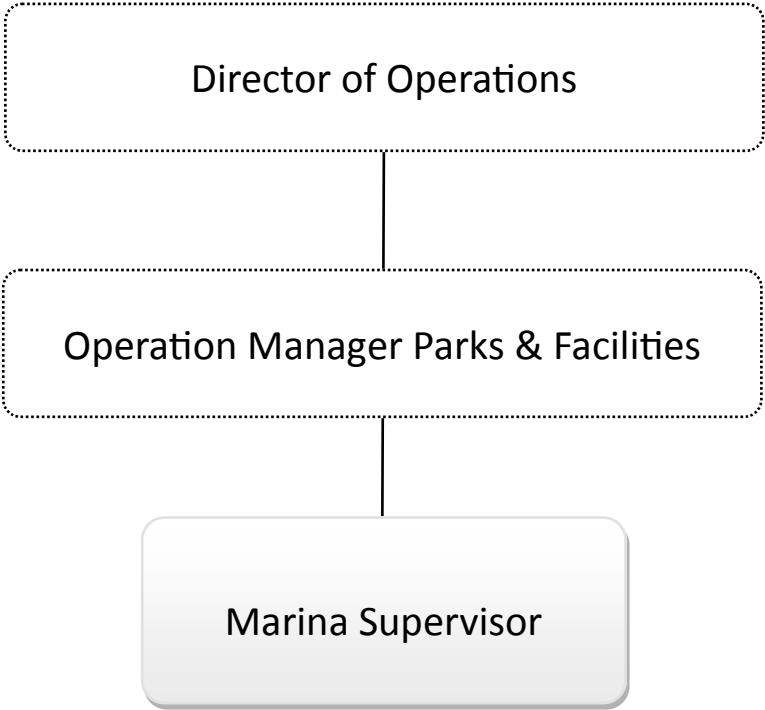 Director of Operations
Operation Manager Parks & Facilities
Marina Supervisor